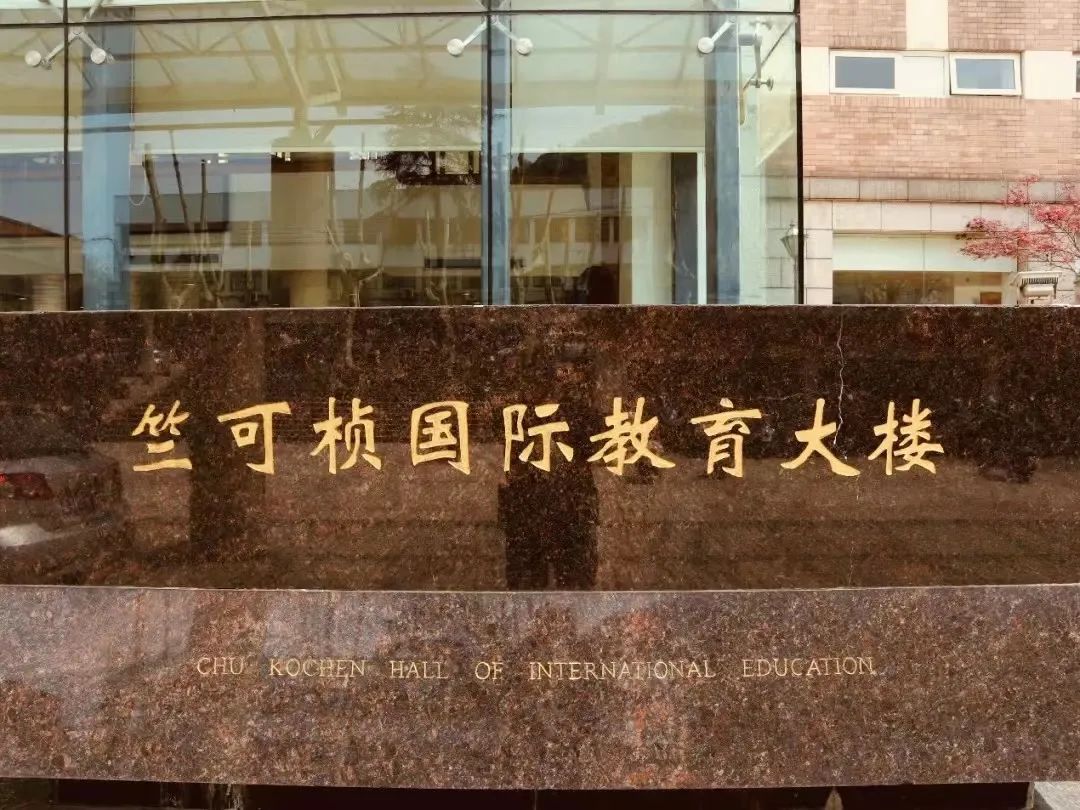 竺可桢国际教育大楼
CHU KOCHEN HALL OF INTERNATIONAL EDUCATION